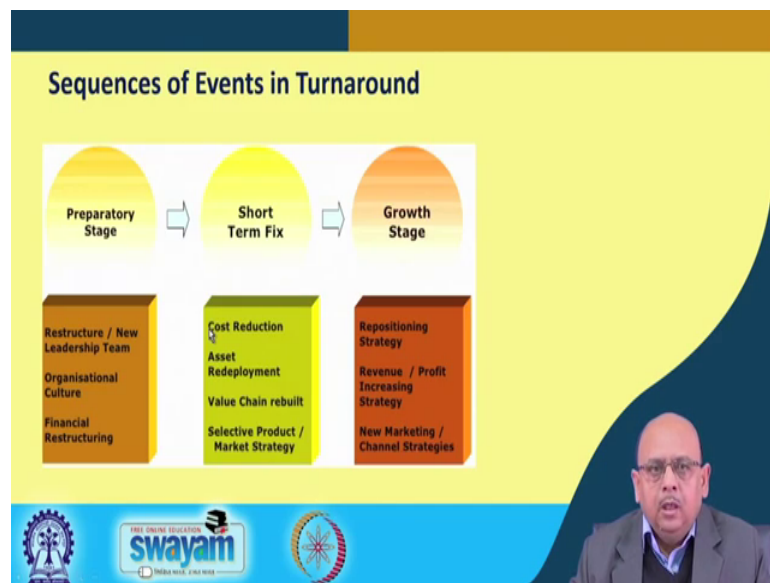 Sequences of Events in Turnaround
Preparatory
Stage
Short
Term Fix
Growth
Stage
Restructure / New
Leadership Team
Organisational
Culture
Financial
Restructuring
Cost Reduction
Asset
Redeployment
Value Chain rebuilt
Selective Product /
Market Strategy
Repositioning
Strategy
Revenue / Profit
Increasing
Strategy
New Marketing /
Channel Strategies
FREE ONLINE EDUCATION
swayam